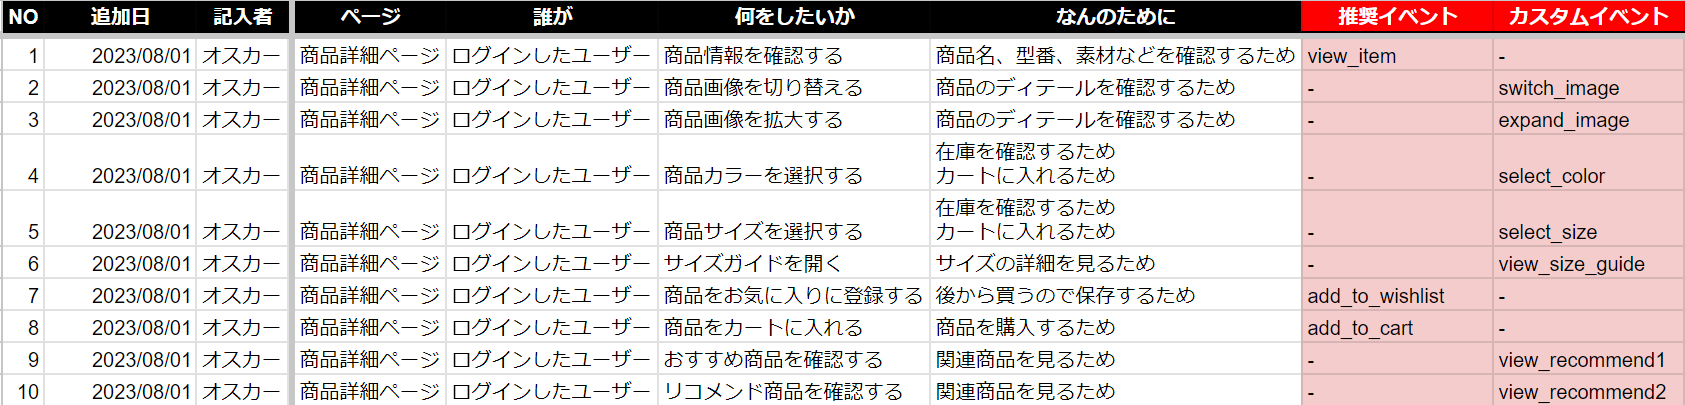 NO 追加日 記入者 ページ 誰が 何をしたいか なんのために 推奨イベント カスタムイベント
1 2023/08/01 オスカー 商品詳細ページ ログインしたユーザー 商品情報を確認する 商品名、型番、素材などを確認するため view_item -
2 2023/08/01 オスカー 商品詳細ページ ログインしたユーザー 商品画像を切り替える 商品のディテールを確認するため - switch_image
3 2023/08/01 オスカー 商品詳細ページ ログインしたユーザー 商品画像を拡大する 商品のディテールを確認するため - expand_image
在庫を確認するため
4 2023/08/01 オスカー 商品詳細ページ ログインしたユーザー 商品カラーを選択する カートに入れるため - select_color
在庫を確認するため
5 2023/08/01 オスカー 商品詳細ページ ログインしたユーザー 商品サイズを選択する カートに入れるため - select_size
6 2023/08/01 オスカー 商品詳細ページ ログインしたユーザー サイズガイドを開く サイズの詳細を見るため - view_size_guide
7 2023/08/01 オスカー 商品詳細ページ ログインしたユーザー 商品をお気に入りに登録する 後から買うので保存するため add_to_wishlist -
8 2023/08/01 オスカー 商品詳細ページ ログインしたユーザー 商品をカートに入れる 商品を購入するため add_to_cart -
9 2023/08/01 オスカー 商品詳細ページ ログインしたユーザー おすすめ商品を確認する 関連商品を見るため - view_recommend1
10 2023/08/01 オスカー 商品詳細ページ ログインしたユーザー リコメンド商品を確認する 関連商品を見るため - view_recommend2